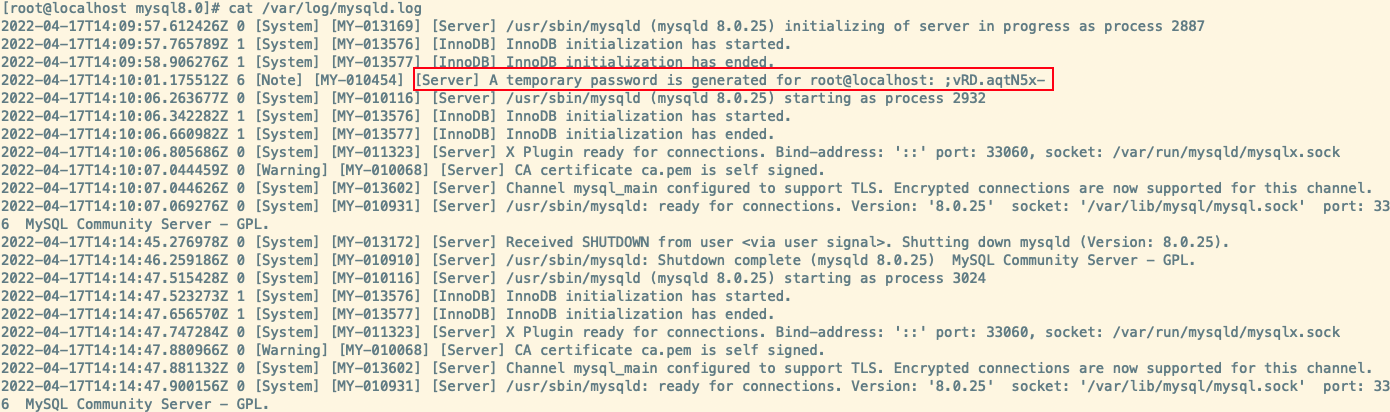 [root@localhost mysql8.0]# cat /var/log/mysqld.log
2022-04-17T14:09:57.612426Z 0 [System] [MY-013169] [Server] /usr/sbin/mysqld (mysqld 8.0.25) initializing of server in progress as process 2887
2022-04-17T14:09:57.765789Z 1 [System] [MY-013576] [InnoDB] InnoDB initialization has started.
2022-04-17T14:09:58.906276Z 1 [System] [MY-013577] [InnoDB] InnoDB initialization has ended.
2022-04-17T14:10:01.175512Z 6 [Note] [MY-010454] [Server] A temporary password is generated for root@localhost: ;vRD.aqtN5x-
2022-04-17T14:10:06.263677Z 0 [System] [MY-010116] [Server] /usr/sbin/mysqld (mysqld 8.0.25) starting as process 2932
2022-04-17T14:10:06.342282Z 1 [System] [MY-013576] [InnoDB] InnoDB initialization has started.
2022-04-17T14:10:06.660982Z 1 [System] [MY-013577] [InnoDB] InnoDB initialization has ended.
2022-04-17T14:10:06.805686Z 0 [System] [MY-011323] [Server] X Plugin ready for connections. Bind-address: '::' port: 33060, socket: /var/run/mysqld/mysqlx.sock
2022-04-17T14:10:07.044459Z 0 [Warning] [MY-010068] [Server] CA certificate ca.pem is self signed.
2022-04-17T14:10:07.044626Z 0 [System] [MY-013602] [Server] Channel mysql_main configured to support TLS. Encrypted connections are now supported for this channel.
2022-04-17T14:10:07.069276Z 0 [System] [MY-010931] [Server] /usr/sbin/mysqld: ready for connections. Version: '8.0.25'  socket: '/var/lib/mysql/mysql.sock'  port: 33
6  MySQL Community Server - GPL.
2022-04-17T14:14:45.276978Z 0 [System] [MY-013172] [Server] Received SHUTDOWN from user <via user signal>. Shutting down mysqld (Version: 8.0.25).
2022-04-17T14:14:46.259186Z 0 [System] [MY-010910] [Server] /usr/sbin/mysqld: Shutdown complete (mysqld 8.0.25)  MySQL Community Server - GPL.
2022-04-17T14:14:47.515428Z 0 [System] [MY-010116] [Server] /usr/sbin/mysqld (mysqld 8.0.25) starting as process 3024
2022-04-17T14:14:47.523273Z 1 [System] [MY-013576] [InnoDB] InnoDB initialization has started.
2022-04-17T14:14:47.656570Z 1 [System] [MY-013577] [InnoDB] InnoDB initialization has ended.
2022-04-17T14:14:47.747284Z 0 [System] [MY-011323] [Server] X Plugin ready for connections. Bind-address: '::' port: 33060, socket: /var/run/mysqld/mysqlx.sock
2022-04-17T14:14:47.880966Z 0 [Warning] [MY-010068] [Server] CA certificate ca.pem is self signed.
2022-04-17T14:14:47.881132Z 0 [System] [MY-013602] [Server] Channel mysql_main configured to support TLS. Encrypted connections are now supported for this channel.
2022-04-17T14:14:47.900156Z 0 [System] [MY-010931] [Server] /usr/sbin/mysqld: ready for connections. Version: '8.0.25'  socket: '/var/lib/mysql/mysql.sock'  port: 33
6  MySQL Community Server - GPL.